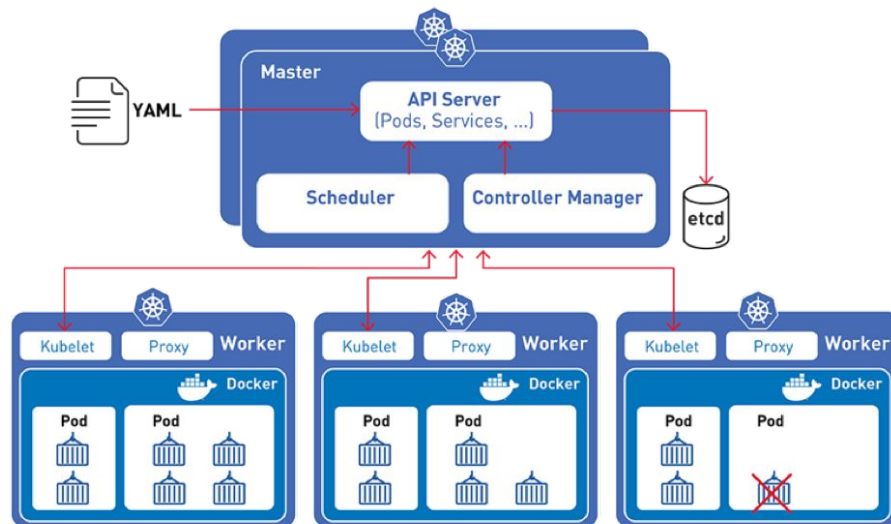 Master
YAML
API Server
(Pods, Services, ...)
Scheduler
Controller Manager
etcd
Kubelet
Proxy
Worker
Docker
Pod
Pod
Kubelet
Proxy
Worker
Docker
Pod
Pod
Kubelet
Proxy
Worker
Docker
Pod
Pod